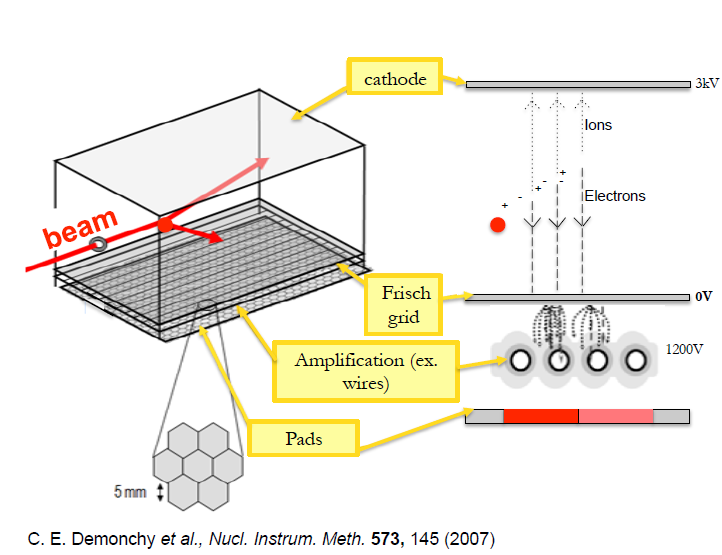 cathode
3kV
Ions
+
-
+
-
+
-
Electrons
beam
Frisch
grid
0V
Amplification (ex.
wires)
1200V
Pads
5 mm
C. E. Demonchy et al., Nucl. Instrum. Meth. 573, 145 (2007)